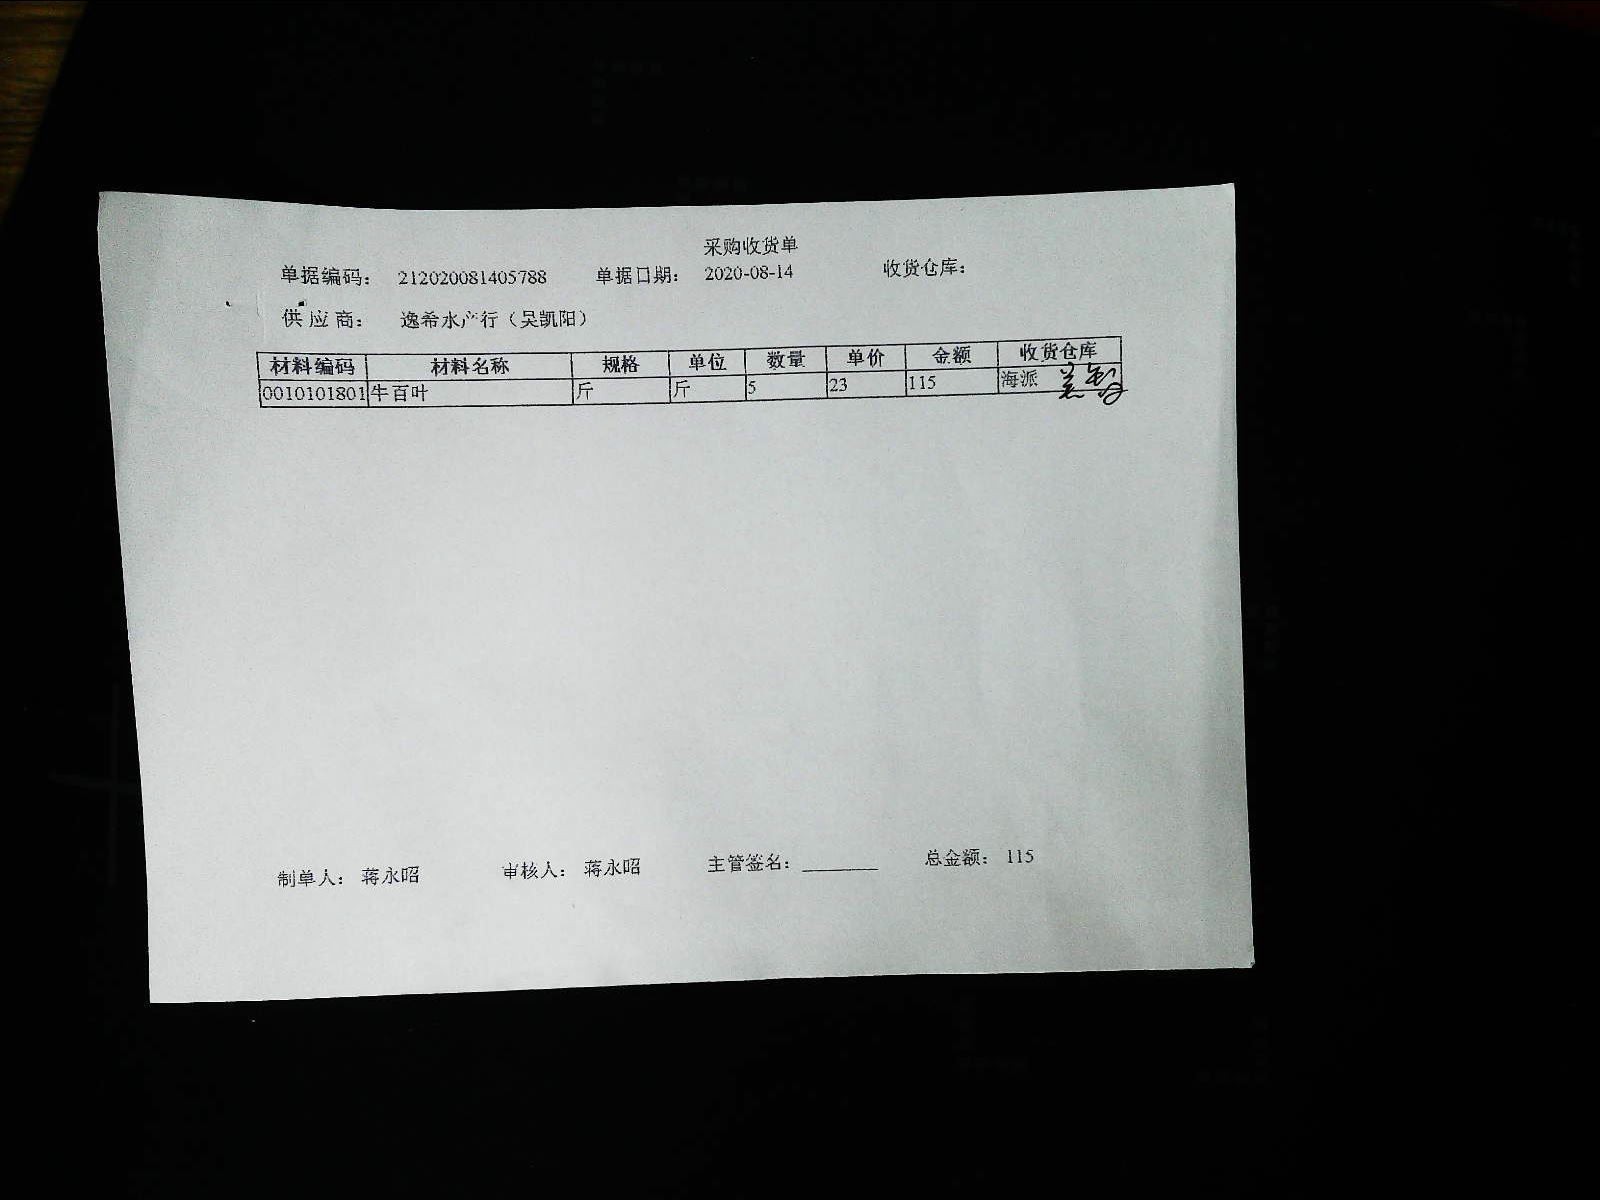 采购收货单
单据编码： 212020081405788 单据日期： 2020-08-14 收货仓库：
供应商： 逸希水产行（吴凯阳）
材料编码 材料名称 规格 单位 数量 单价 金额 收货仓库
0010101801 牛百叶 斤 斤 5 23 115 海派
制单人： 蒋永昭 审核人： 蒋永昭 主管签名：________ 总金额： 115